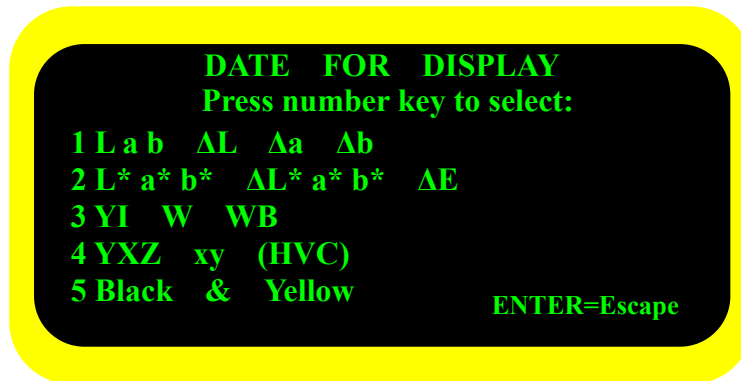 DATE FOR DISPLAY
Press number key to select:
1 L a b ΔL Δa Δb
2 L* a* b* ΔL* a* b* ΔE
3 YI W WB
4 YXZ xy (HVC)
5 Black & Yellow
ENTER=Escape